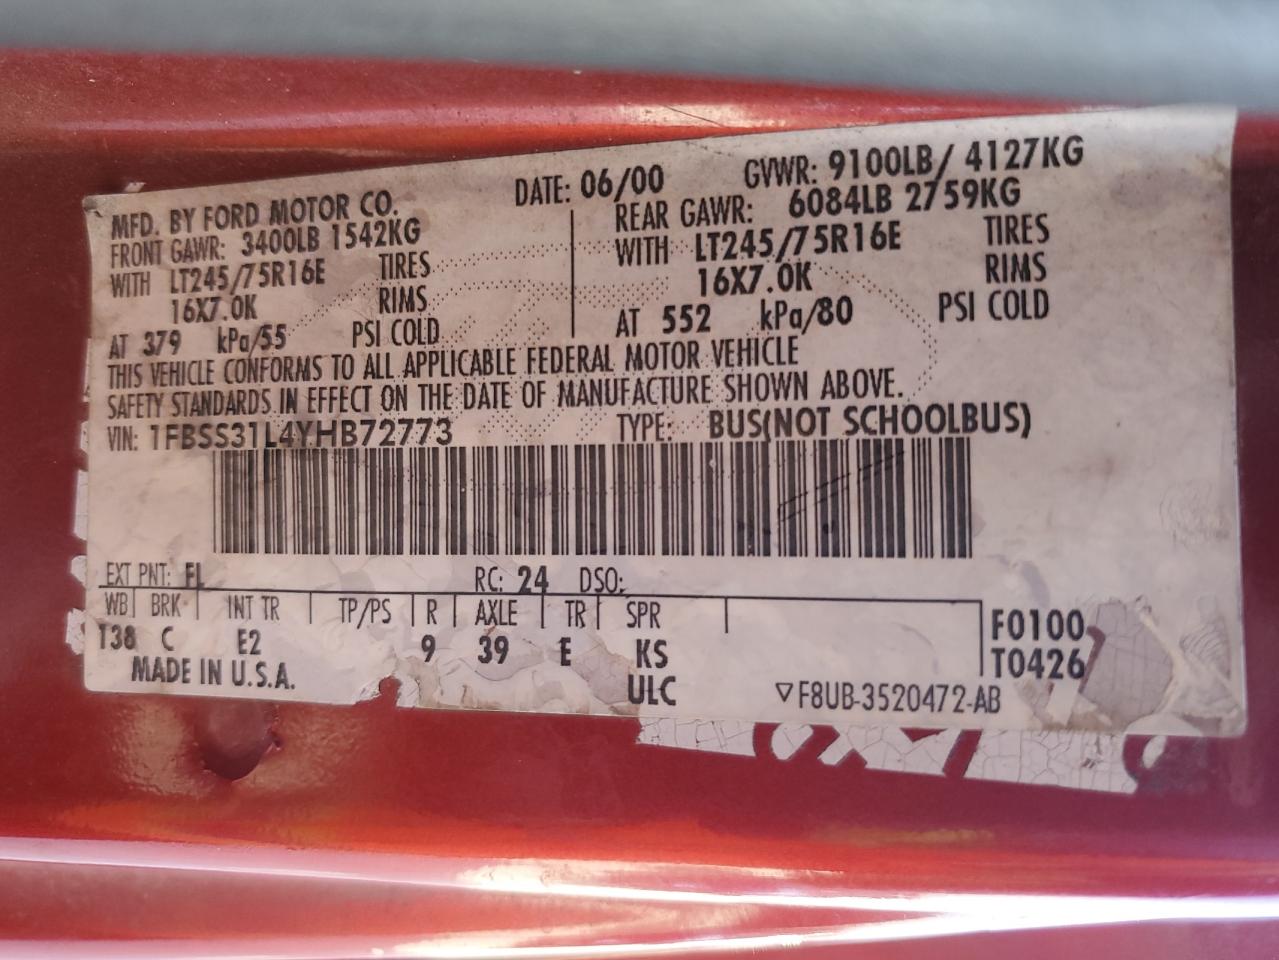 MFD. BY FORD MOTOR CO. DATE: 06/00 GVWR: 9100LB/ 4127KG
FRONT GAWR: 3400LB 1542KG REAR GAWR: 6084LB 2759KG
WITH LT245/75R16E TIRES WITH LT245/75R16E TIRES
16X7.0K RIMS 16X7.0K RIMS
AT 379 kPa/55 PSI COLD AT 552 kPa/80 PSI COLD
THIS VEHICLE CONFORMS TO ALL APPLICABLE FEDERAL MOTOR VEHICLE
SAFETY STANDARDS IN EFFECT ON THE DATE OF MANUFACTURE SHOWN ABOVE.
VIN: 1FBSS31L4YHB72773 TYPE: BUS(NOT SCHOOLBUS)
EXT PNT: FL RC: 24 DSO:
WB BRK INT TR TP/PS R AXLE TR SPR F0100
T38 C E2 9 39 E KS T0426
MADE IN U.S.A. ULC ▽F8UB-3520472-AB